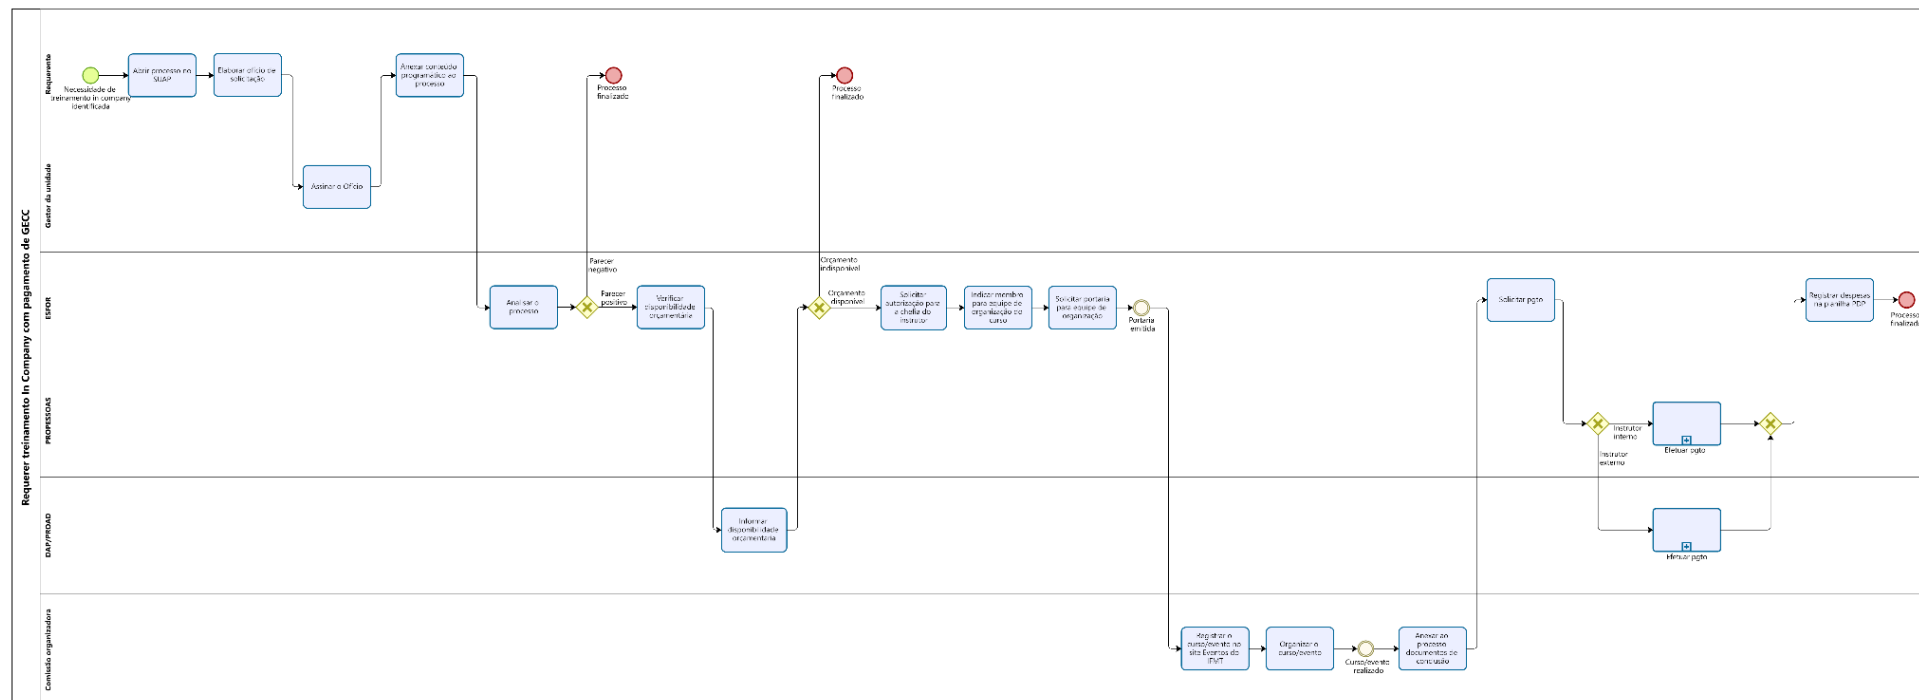 Requerer treinamento In Company com pagamento de GECC
Requerente
Necessidade de
treinamento in company
identificada
Abrir processo no
SUAP
Elaborar ofício de
solicitação
Anexar conteúdo
programático ao
processo
Processo
finalizado
Processo
finalizado
Gestor da unidade
Assinar o Ofício
ESPFOR
Analisar o
processo
Parecer
negativo
Parecer
positivo
Verificar
disponibilidade
orçamentária
Orçamento
indisponível
Orçamento
disponível
Solicitar
autorização para
a chefia do
instrutor
Indicar membro
para equipe de
organização do
curso
Solicitar portaria
para equipe de
organização
Portaria
emitida
Solicitar pgto
Registrar despesas
na planilha PDP
Processo
finalizado
PROPESSOAS
Instrutor
interno
Instrutor
externo
Efetuar pgto
DAP/PROAD
Informar
disponibilidade
orçamentária
Efetuar pgto
Comissão organizadora
Registrar o
curso/evento no
site Eventos do
IFMT
Organizar o
curso/evento
Curso/evento
realizado
Anexar ao
processo
documentos de
conclusão